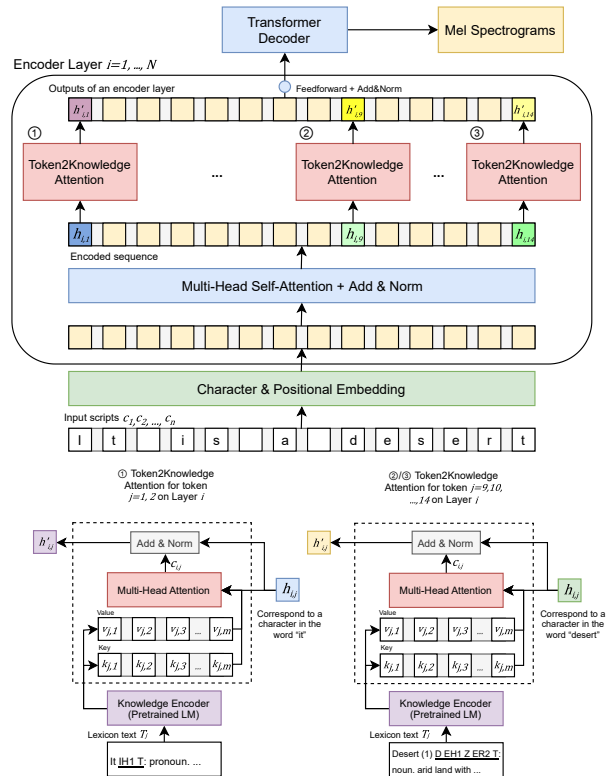 Transformer
Decoder
Mel Spectrograms
Encoder Layer i=1, ..., N
Outputs of an encoder layer
Feedforward + Add&Norm
h'i,1
h'i,9
h'i,14
①
②
③
Token2Knowledge
Attention
...
Token2Knowledge
Attention
...
Token2Knowledge
Attention
hi,1
hi,9
hi,14
Encoded sequence
Multi-Head Self-Attention + Add & Norm
Character & Positional Embedding
Input scripts c1, c2, ..., cn
I t i s a d e s e r t
① Token2Knowledge
Attention for token
j=1, 2 on Layer i
②/③ Token2Knowledge
Attention for token j=9,10,
...,14 on Layer i
h'i,j
Add & Norm
ci,j
Multi-Head Attention
hi,j
Correspond to a
character in the
word "it"
Value
vj,1 vj,2 vj,3 ... vj,m
Key
kj,1 kj,2 kj,3 ... kj,m
Knowledge Encoder
(Pretrained LM)
Lexicon text Tj
It IH1 T: pronoun. ...
h'i,j
Add & Norm
ci,j
Multi-Head Attention
hi,j
Correspond to a
character in the
word "desert"
Value
vj,1 vj,2 vj,3 ... vj,m
Key
kj,1 kj,2 kj,3 ... kj,m
Knowledge Encoder
(Pretrained LM)
Lexicon text Tj
Desert (1) D EH1 Z ER2 T:
noun. arid land with ...